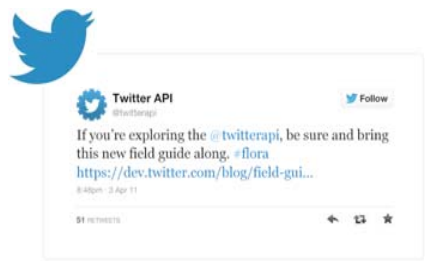 Twitter API
@twitterapi
Follow
If you're exploring the @twitterapi, be sure and bring
this new field guide along. #flora
https://dev.twitter.com/blog/field-gui...
8:48pm · 3 Apr 11
51 RETWEETS